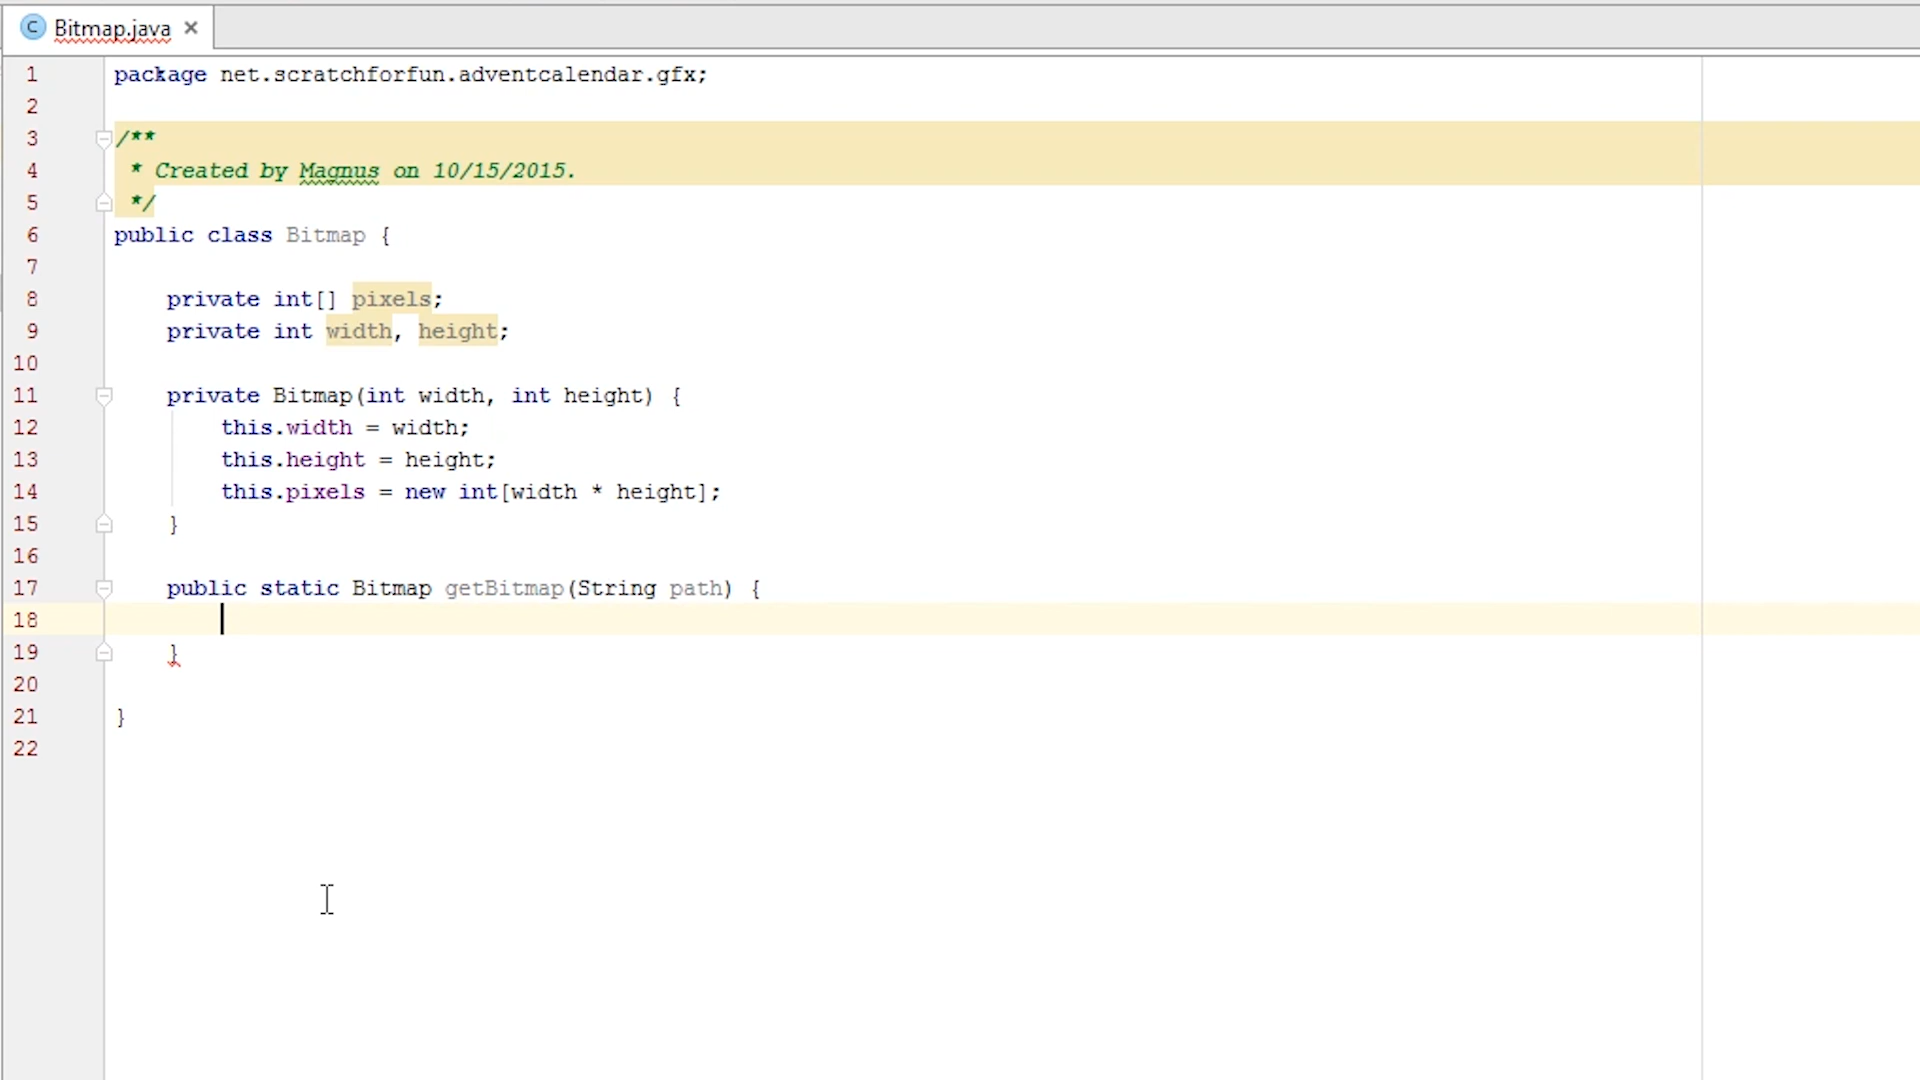 Bitmap.java
1 package net.scratchforfun.adventcalendar.gfx;
2
3 /**
4 * Created by Magnus on 10/15/2015.
5 */
6 public class Bitmap {
7
8 private int[] pixels;
9 private int width, height;
10
11 private Bitmap(int width, int height) {
12 this.width = width;
13 this.height = height;
14 this.pixels = new int[width * height];
15 }
16
17 public static Bitmap getBitmap(String path) {
18
19 }
20
21 }
22